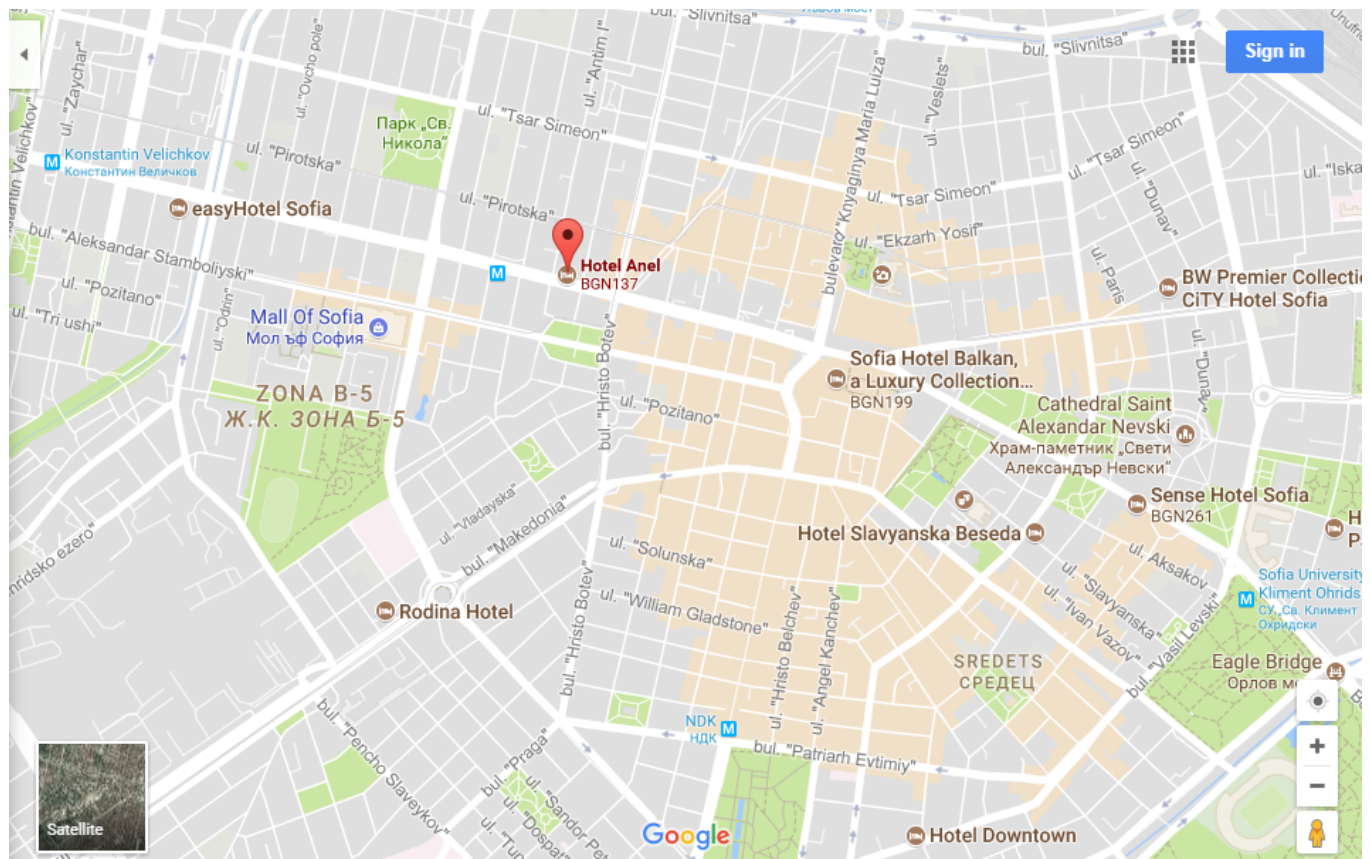 bul. "Slivnitsa"
bul. "Slivnitsa"
Sign in
ul. "Zaychar"
ul. "Ovcho pole"
ul. "Antim I"
ul. "Tsar Simeon"
Парк „Св.
Никола"
ul. "Pirotska"
bulevard "Knyaginya Maria Luiza"
ul. "Veslets"
ul. "Tsar Simeon"
ul. "Dunav"
Konstantin Velichkov
Константин Величков
easyHotel Sofia
ul. "Pirotska"
ul. "Tsar Simeon"
ul. "Ekzarh Yosif"
bul. "Aleksandar Stamboliyski"
Hotel Anel
BGN137
ul. "Paris
BW Premier Collecti
CiTY Hotel Sofia
ul. "Pozitano"
ul. "Tri ushi"
ul. "Odrin"
Mall Of Sofia
Мол ъф София
bul. "Hristo Botev"
Sofia Hotel Balkan,
a Luxury Collection...
BGN199
ul. "Duna
ZONA B-5
Ж.К. ЗОНА Б-5
ul. "Pozitano"
Cathedral Saint
Alexandar Nevski
Храм-паметник „Свети
Александър Невски"
ul. "Vladayska"
bul. "Makedonia"
Sense Hotel Sofia
BGN261
Hotel Slavyanska Beseda
ul. "Solunska"
ul. Aksakov
ul. "Slavyanska"
ul. "Ivan Vazov"
Sofia University
Kliment Ohrids
СУ „Св. Климент
Охридски
Rodina Hotel
ul. "William Gladstone"
bul. "Hristo Botev"
ul. "Hristo Belchev"
ul. "Angel Kanchev"
bul. "Vasil Levski"
SREDETS
СРЕДЕЦ
Eagle Bridge
Орлов м
NDK
НДК
bul. "Pencho Slaveykov"
bul. "Praga"
bul. "Patriarh Evtimiy"
ul. "Sandor Pet
ul. "Dospat
Satellite
Google
Hotel Downtown